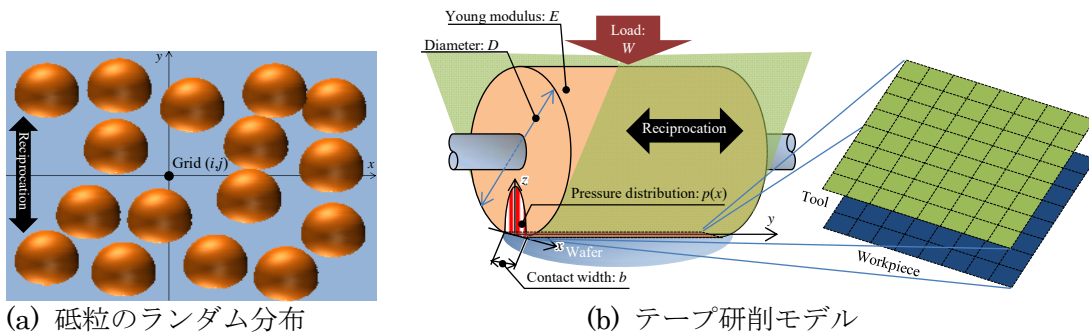 y
Reciprocation
Grid (i,j)
x
(a) 砥粒のランダム分布
Young modulus: E
Diameter: D
Load:
W
Reciprocation
z
Pressure distribution: p(x)
y
x
Wafer
Contact width: b
Tool
Workpiece
(b) テープ研削モデル